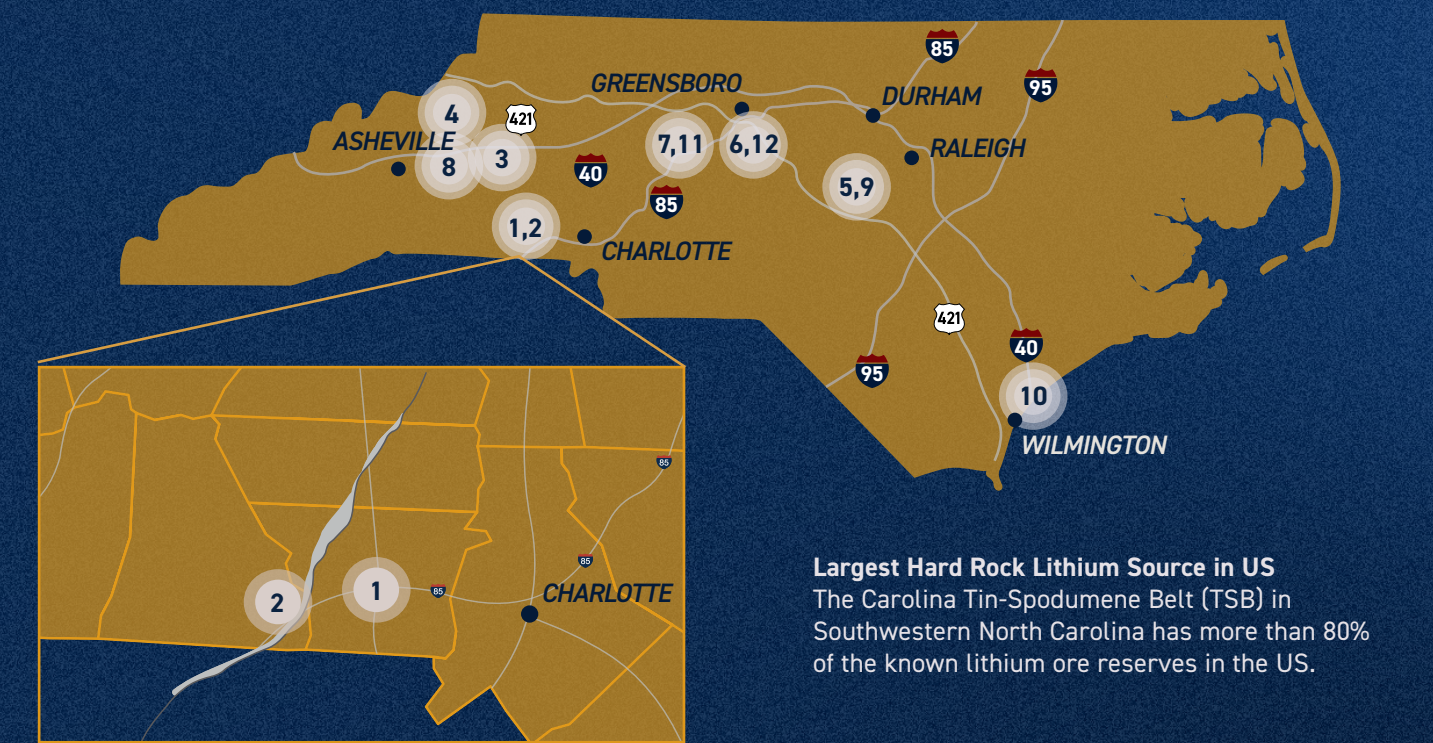 85
95
GREENSBORO
DURHAM
4
421
ASHEVILLE
7,11
6,12
RALEIGH
8
3
40
5,9
85
1,2
CHARLOTTE
421
40
95
10
WILMINGTON
85
85
2
1
85
CHARLOTTE
Largest Hard Rock Lithium Source in US
The Carolina Tin-Spodumene Belt (TSB) in
Southwestern North Carolina has more than 80%
of the known lithium ore reserves in the US.